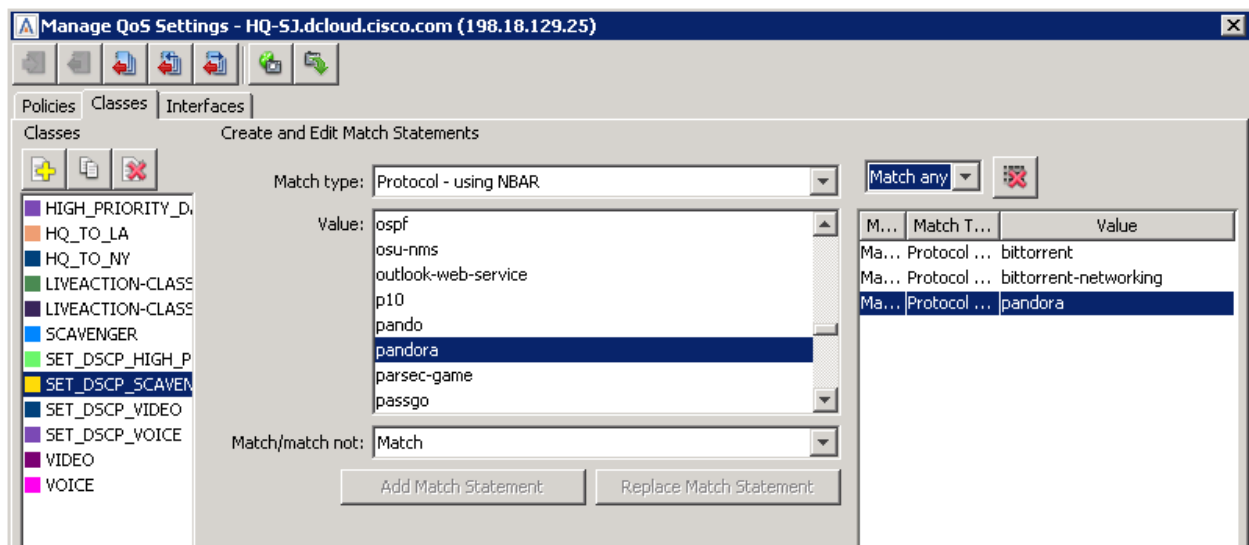 Manage QoS Settings - HQ-SJ.dcloud.cisco.com (198.18.129.25)
Policies Classes Interfaces
Classes
HIGH_PRIORITY_D
HQ_TO_LA
HQ_TO_NY
LIVEACTION-CLASS
LIVEACTION-CLASS
SCAVENGER
SET_DSCP_HIGH_P
SET_DSCP_SCAVEN
SET_DSCP_VIDEO
SET_DSCP_VOICE
VIDEO
VOICE
Create and Edit Match Statements
Match type: Protocol - using NBAR
Value: ospf
osu-nms
outlook-web-service
p10
pando
pandora
parsec-game
passgo
Match/match not: Match
Add Match Statement Replace Match Statement
Match any
M... Match T... Value
Ma... Protocol ... bittorrent
Ma... Protocol ... bittorrent-networking
Ma... Protocol ... pandora